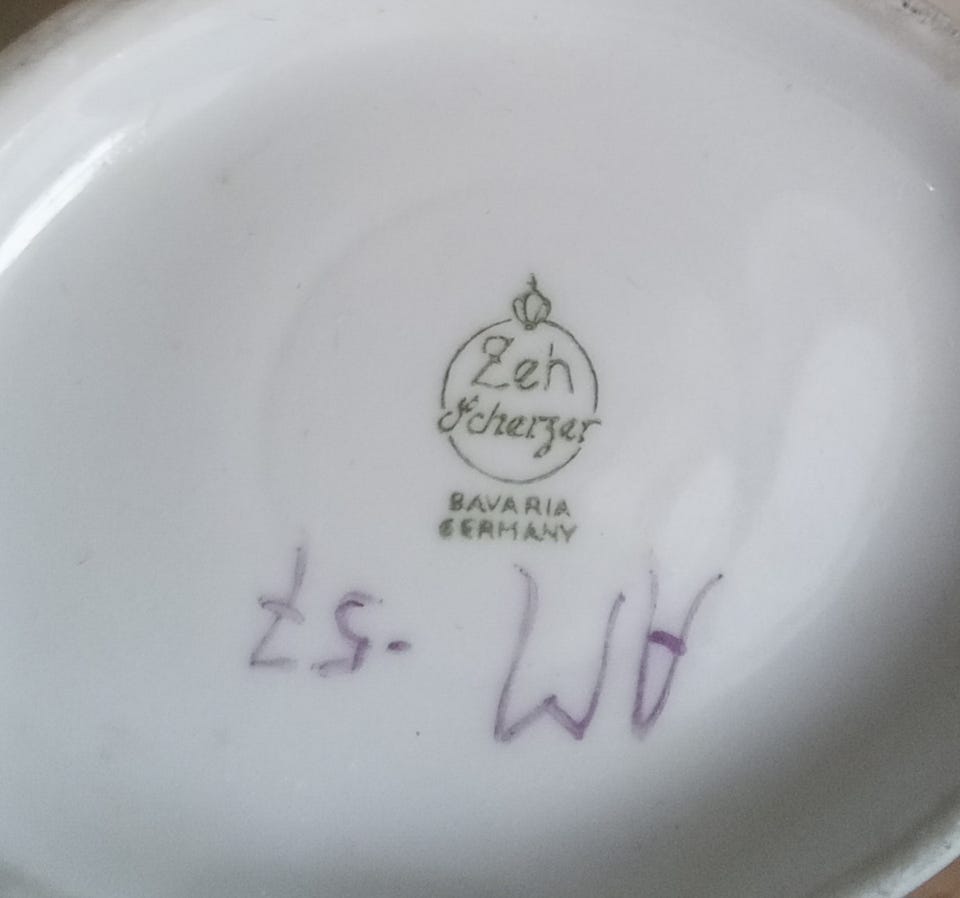 Zeh
Scherzer
BAVARIA
GERMANY
AM -57